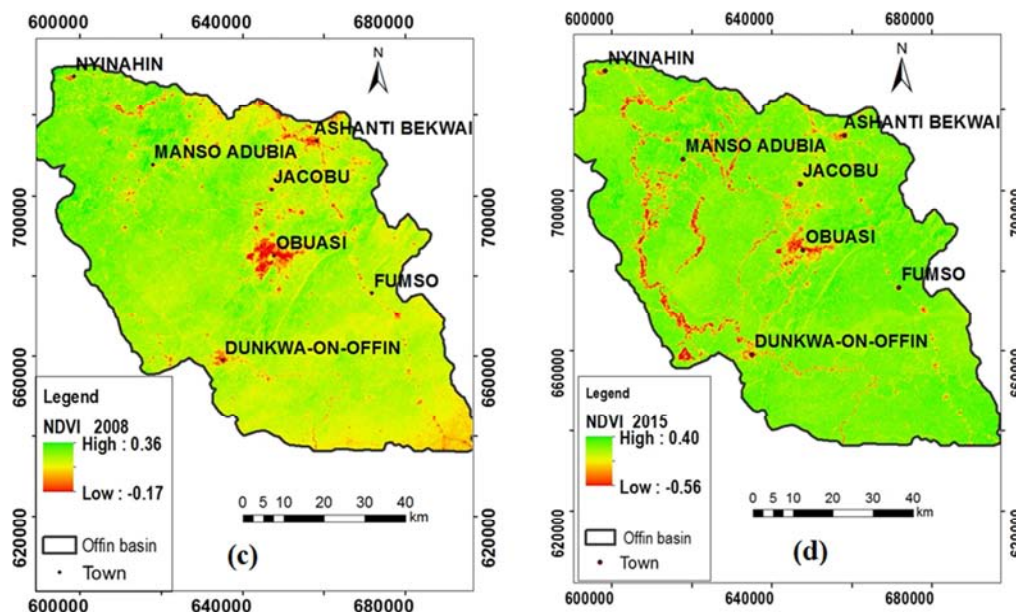 600000 640000 680000
N
NYINAHIN
ASHANTI BEKWAI
MANSO ADUBIA
JACOBU
700000
700000
OBUASI
FUMSO
DUNKWA-ON-OFFIN
660000
660000
Legend
NDVI 2008
High : 0.36
Low : -0.17
0 5 10 20 30 40
km
Offin basin
Town
(c)
620000
620000
600000 640000 680000
600000 640000 680000
N
NYINAHIN
ASHANTI BEKWAI
MANSO ADUBIA
JACOBU
700000
700000
OBUASI
FUMSO
DUNKWA-ON-OFFIN
660000
660000
Legend
NDVI 2015
High : 0.40
Low : -0.56
0 5 10 20 30 40
km
Offin basin
Town
(d)
620000
620000
600000 640000 680000